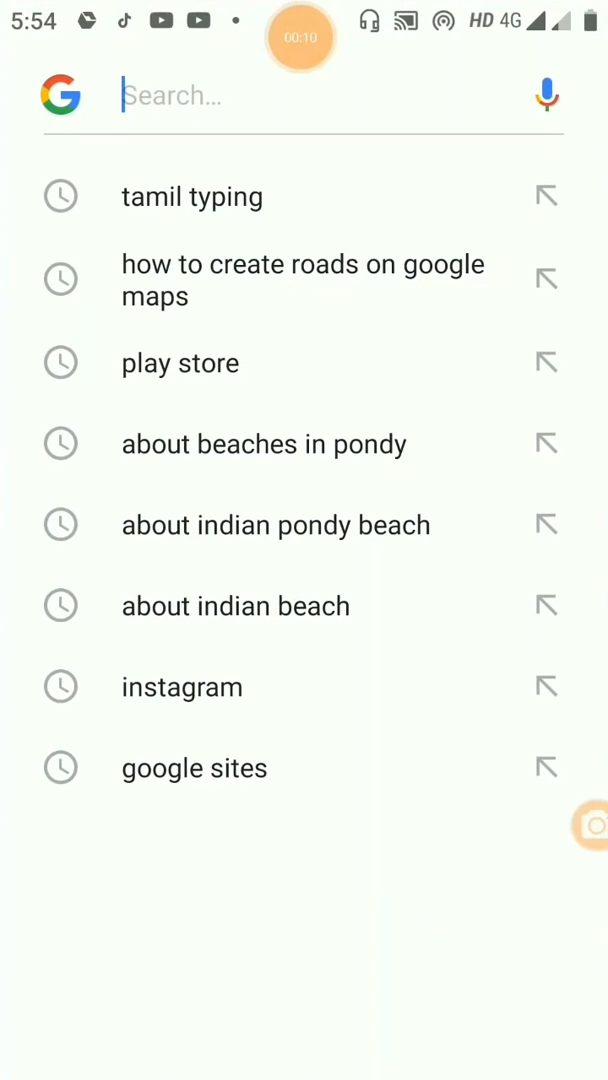 5:54
00:10
HD 4G
Search...
tamil typing
how to create roads on google
maps
play store
about beaches in pondy
about indian pondy beach
about indian beach
instagram
google sites